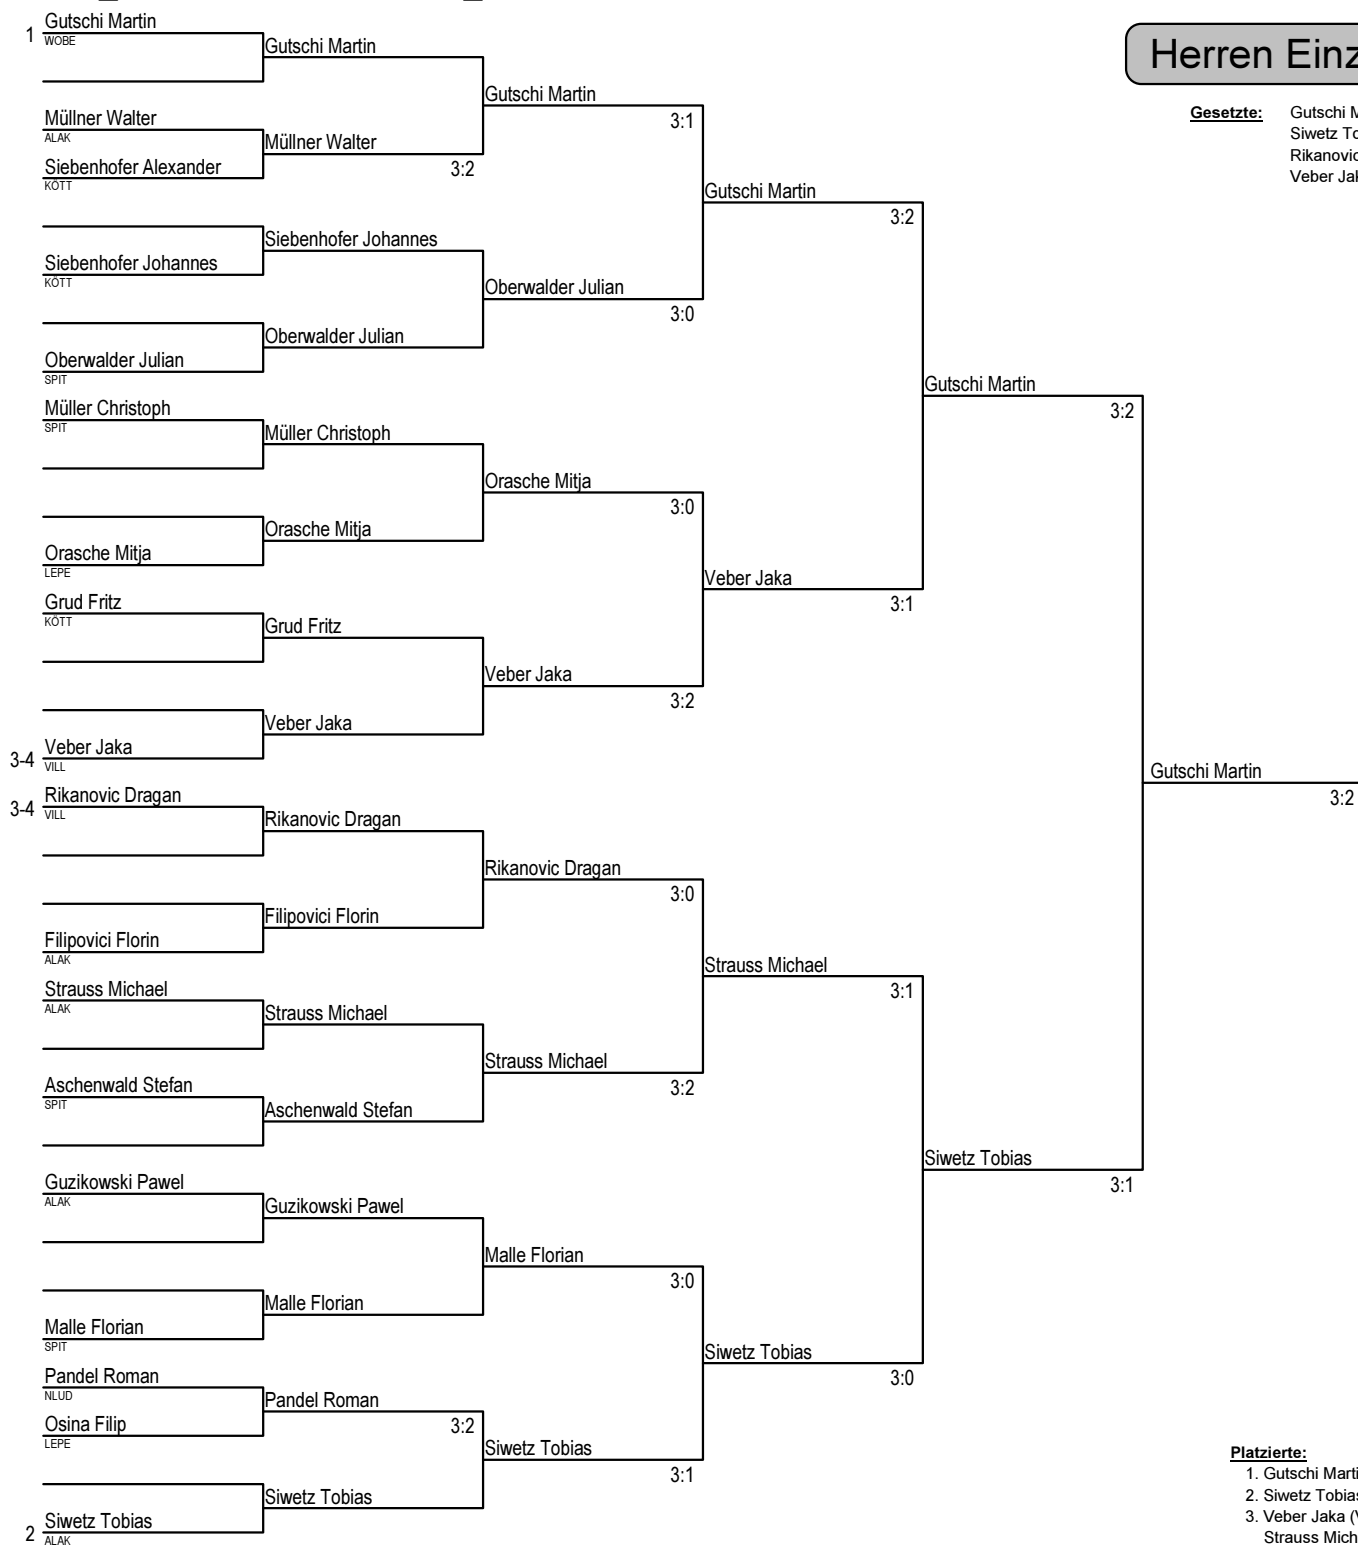 Gutschi Martin
1
WOBE
Gutschi Martin
Herren
Gutschi Martin
Müllner Walter
3:1
Gesetzte: Gutschi
ALAK
Müllner Walter
Siwetz
Siebenhofer Alexander
3:2
KÖTT
Veber
Gutschi Martin
3:2
Siebenhofer Johannes
Siebenhofer Johannes
KÖTT
Oberwalder Julian
3:0
Oberwalder Julian
Oberwalder Julian
SPIT
Gutschi Martin
3:2
Müller Christoph
SPIT
Müller Christoph
Orasche Mitja
3:0
Orasche Mitja
Orasche Mitja
LEPE
Veber Jaka
3:1
Grud Fritz
KÖTT
Grud Fritz
Veber Jaka
3:2
Veber Jaka
Veber Jaka
3-4
VILL
Gutschi Martin
3:2
Rikanovic Dragan
3-4
VILL
Rikanovic Dragan
Rikanovic Dragan
3:0
Filipovici Florin
Filipovici Florin
ALAK
Strauss Michael
3:1
Strauss Michael
ALAK
Strauss Michael
Strauss Michael
3:2
Aschenwald Stefan
SPIT
Aschenwald Stefan
Siwetz Tobias
3:1
Guzikowski Pawel
ALAK
Guzikowski Pawel
Malle Florian
3:0
Malle Florian
Malle Florian
SPIT
Siwetz Tobias
3:0
Pandel Roman
NLUD
Pandel Roman
3:2
Osina Filip
LEPE
Siwetz Tobias
3:1
Siwetz Tobias
Siwetz Tobias
2
ALAK
Platzierte:
1. Gutschi
2. Siwetz
3. Veber Jaka
Strauss